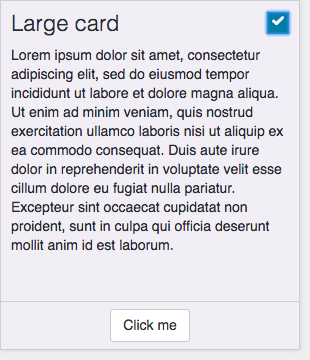 Large card
Lorem ipsum dolor sit amet, consectetur
adipiscing elit, sed do eiusmod tempor
incididunt ut labore et dolore magna aliqua.
Ut enim ad minim veniam, quis nostrud
exercitation ullamco laboris nisi ut aliquip ex
ea commodo consequat. Duis aute irure
dolor in reprehenderit in voluptate velit esse
cillum dolore eu fugiat nulla pariatur.
Excepteur sint occaecat cupidatat non
proident, sunt in culpa qui officia deserunt
mollit anim id est laborum.
Click me